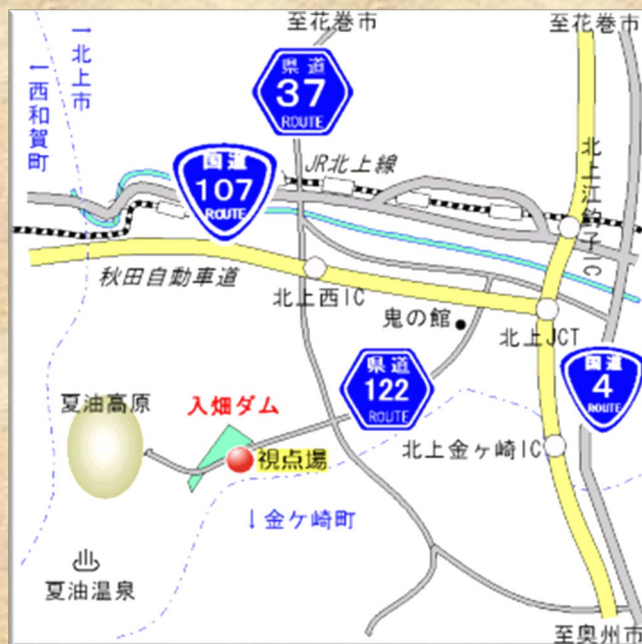 至花巻市
至花巻市
→北上市
←西和賀町
県道
37
ROUTE
国道
107
ROUTE
JR北上線
北上江釣子IC
秋田自動車道
北上西IC
鬼の館
北上JCT
県道
122
ROUTE
国道
4
ROUTE
夏油高原
入畑ダム
視点場
北上金ヶ崎IC
↓金ケ崎町
夏油温泉
至奥州市